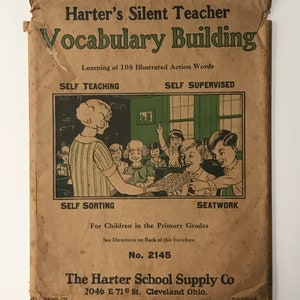 Harter's Silent Teacher
Vocabulary Building
Learning of 108 Illustrated Action Words
SELF TEACHING SELF SUPERVISED
SELF SORTING SEATWORK
For Children in the Primary Grades
See Directions on Back of this Envelope
No. 2145
The Harter School Supply Co
2046 E 71st St. Cleveland Ohio.